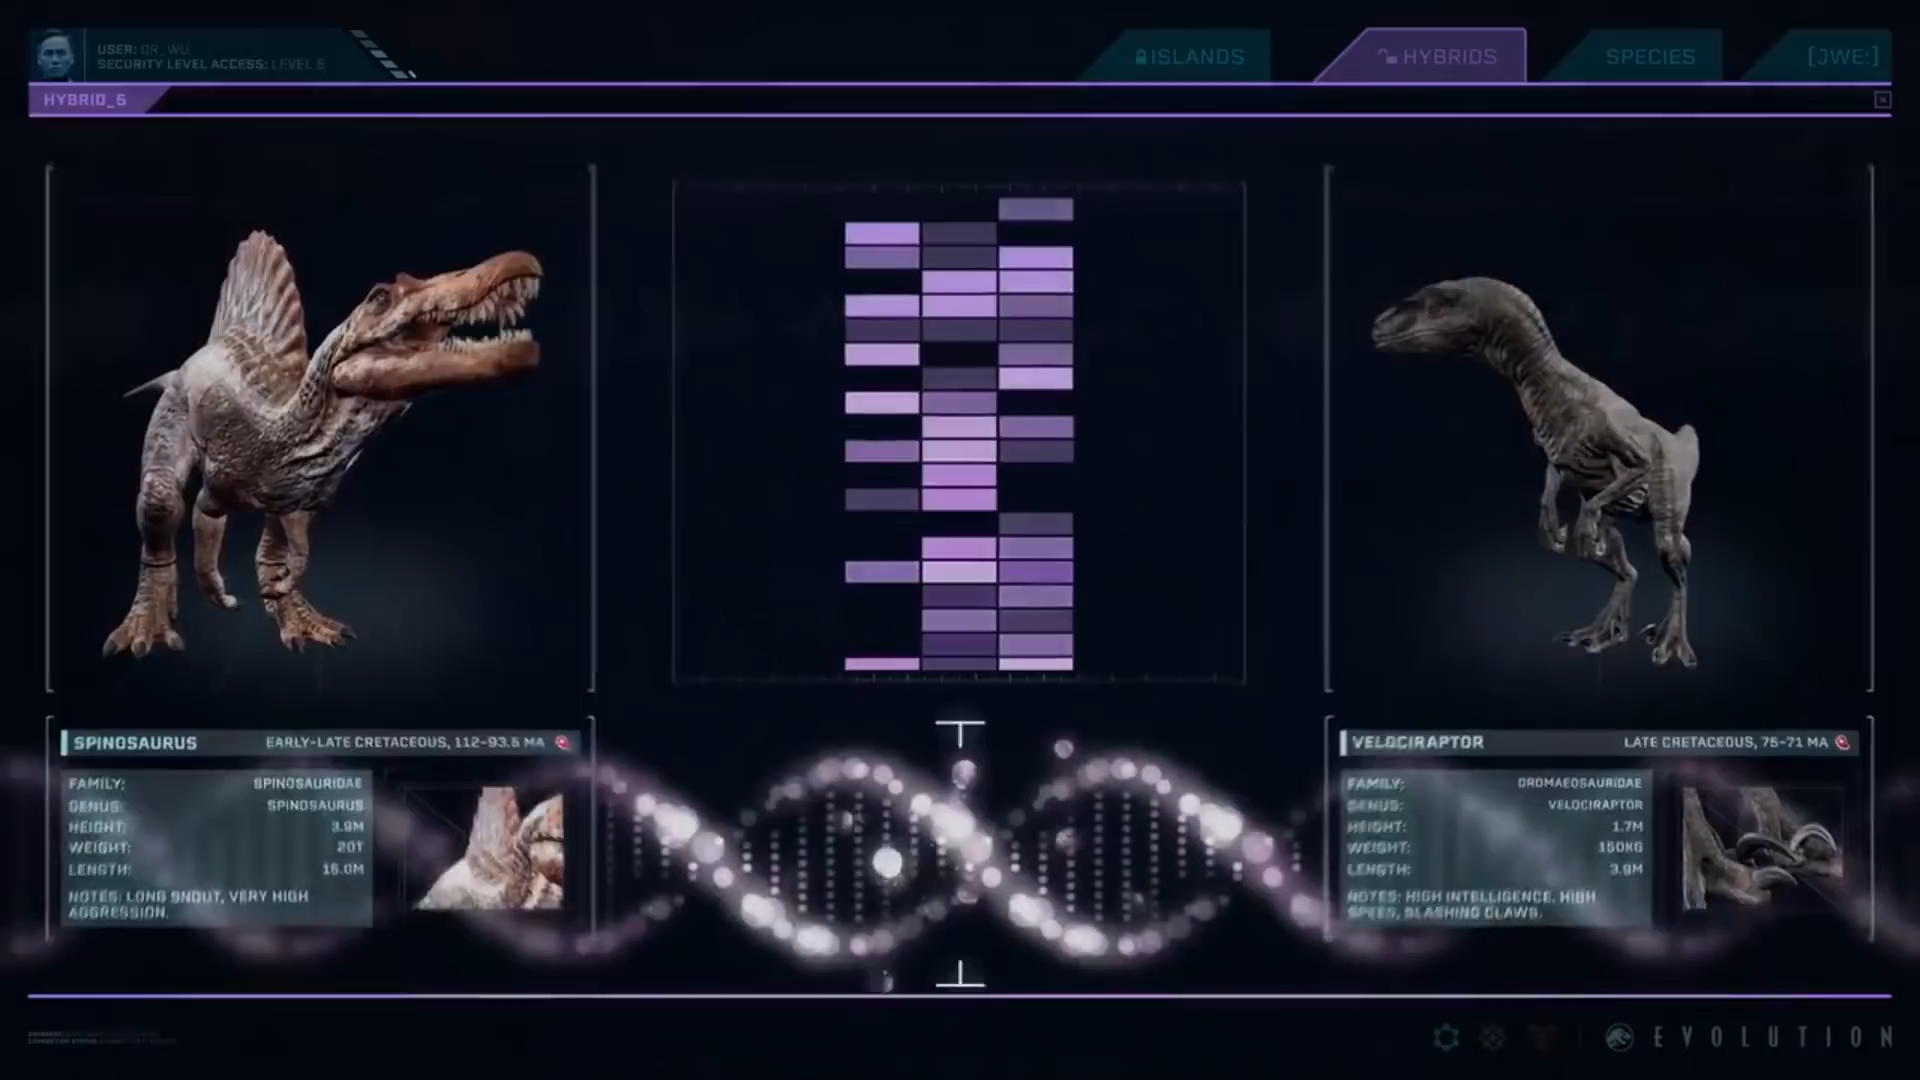 USER: DR_WU
SECURITY LEVEL ACCESS: LEVEL 5
ISLANDS
HYBRIDS
SPECIES
[JWE:]
HYBRID_5
SPINOSAURUS
EARLY-LATE CRETACEOUS, 112-93.5 MA
FAMILY: SPINOSAURIDAE
GENUS: SPINOSAURUS
HEIGHT: 3.9M
WEIGHT: 20T
LENGTH: 15.0M
NOTES: LONG SNOUT, VERY HIGH
AGGRESSION.
VELOCIRAPTOR
LATE CRETACEOUS, 75-71 MA
FAMILY: DROMAEOSAURIDAE
GENUS: VELOCIRAPTOR
HEIGHT: 1.7M
WEIGHT: 150KG
LENGTH: 3.9M
NOTES: HIGH INTELLIGENCE, HIGH
SPEED, SLASHING CLAWS.
EVOLUTION